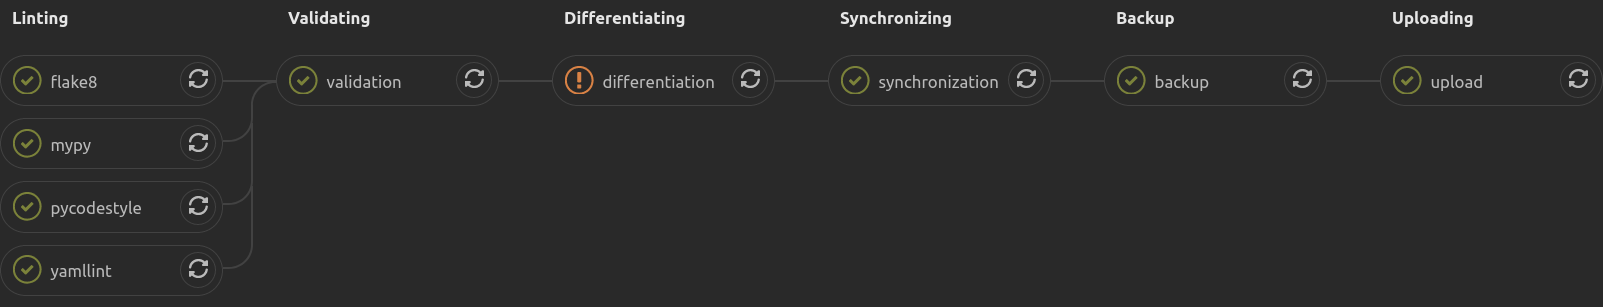 Linting
Validating
Differentiating
Synchronizing
Backup
Uploading
flake8
validation
differentiation
synchronization
backup
upload
mypy
pycodestyle
yamllint